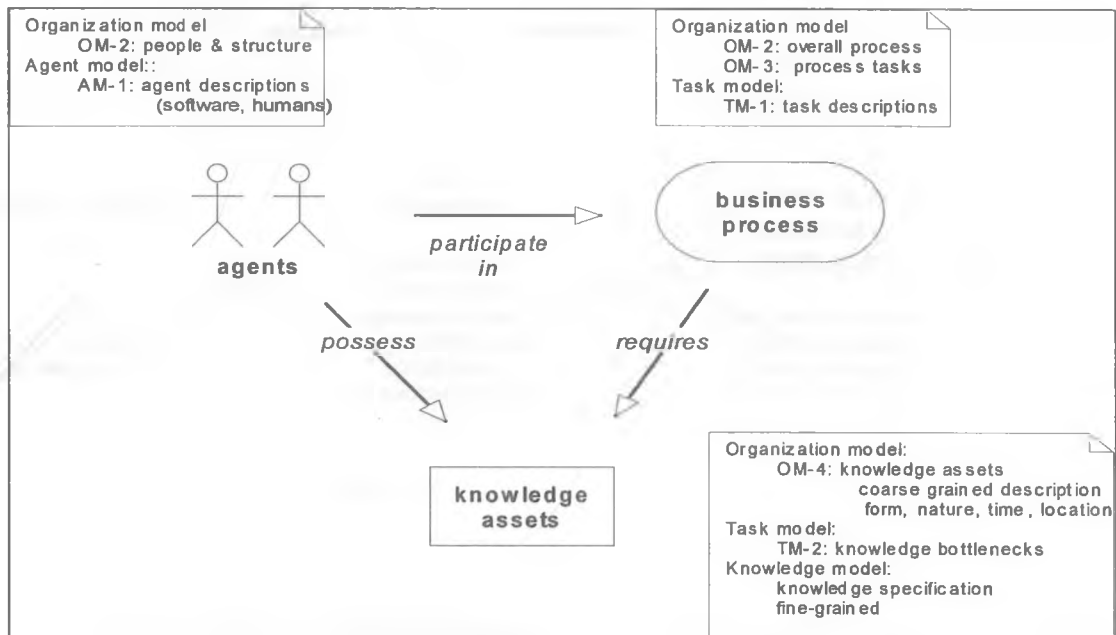 Organization model
OM-2: people & structure
Agent model::
AM-1: agent descriptions
(software, humans)
Organization model
OM-2: overall process
OM-3: process tasks
Task model:
TM-1: task descriptions
agents
participate
in
business
process
possess
requires
knowledge
assets
Organization model:
OM-4: knowledge assets
coarse grained description
form, nature, time, location
Task model:
TM-2: knowledge bottlenecks
Knowledge model:
knowledge specification
fine-grained